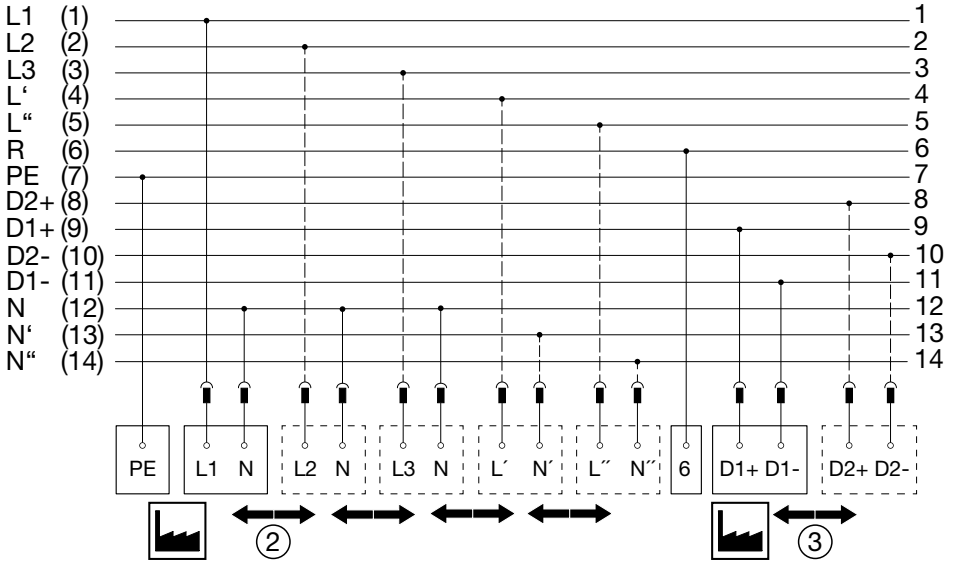 L1 (1) 1
L2 (2) 2
L3 (3) 3
L‘ (4) 4
L“ (5) 5
R (6) 6
PE (7) 7
D2+ (8) 8
D1+ (9) 9
D2- (10) 10
D1- (11) 11
N (12) 12
N‘ (13) 13
N“ (14) 14
PE L1 N L2 N L3 N L´ N´ L´´ N´´ 6 D1+ D1- D2+ D2-
2 3